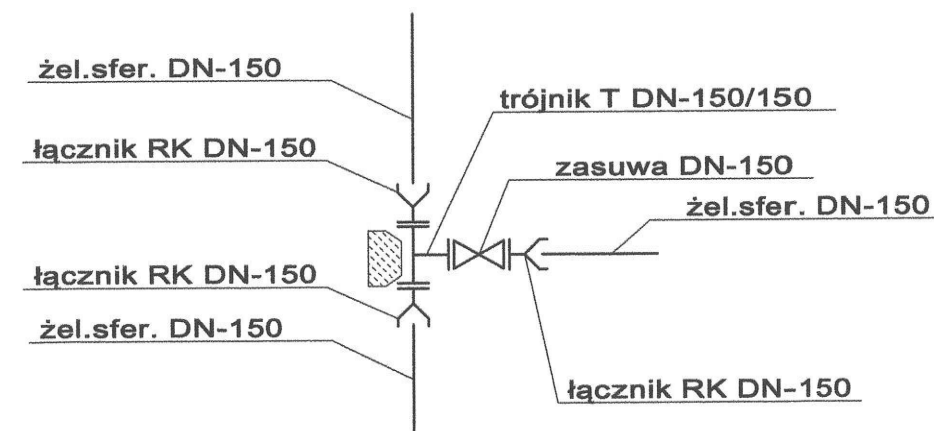 żel.sfer. DN-150
trójnik T DN-150/150
łącznik RK DN-150
zasuwa DN-150
żel.sfer. DN-150
łącznik RK DN-150
żel.sfer. DN-150
łącznik RK DN-150